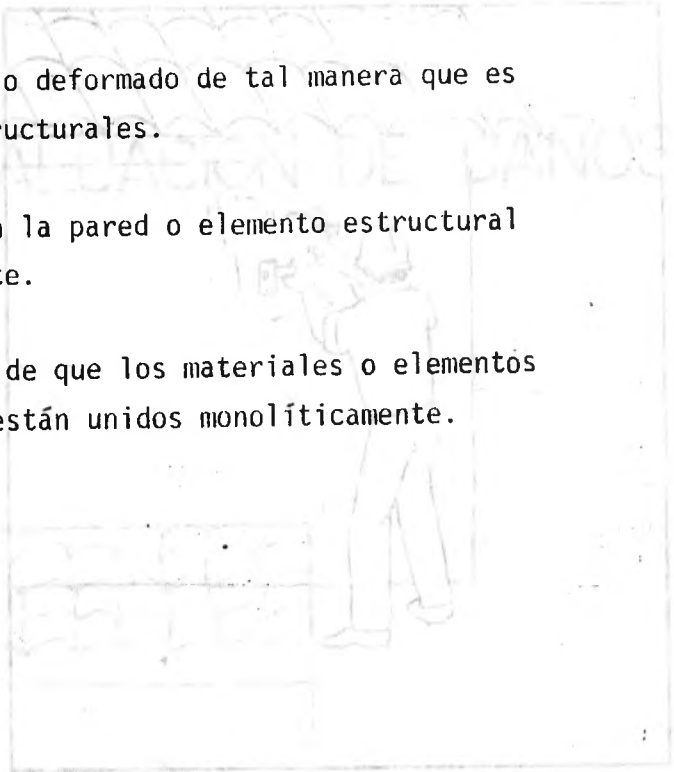 o deformado de tal manera que es
ucturales.
la pared o elemento estructural
e.
de que los materiales o elementos
están unidos monolíticamente.